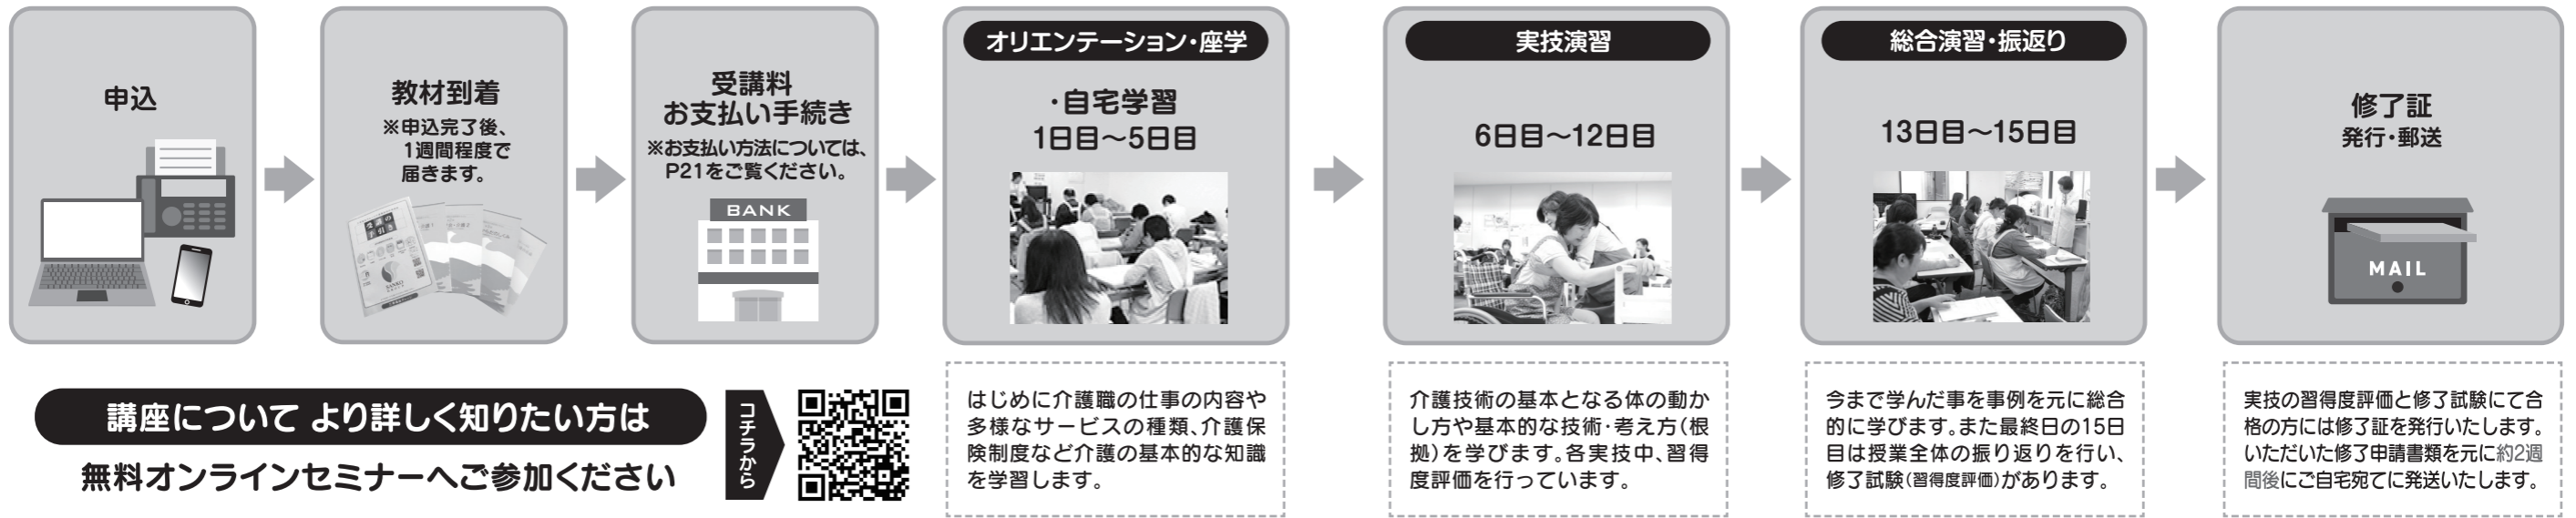 申込
教材到着
※申込完了後、
1週間程度で
届きます。
受講の
手引き
受講料
お支払い手続き
※お支払い方法については、
P21をご覧ください。
BANK
オリエンテーション・座学
・自宅学習
1日目～5日目
はじめに介護職の仕事の内容や
多様なサービスの種類、介護保
険制度など介護の基本的な知識
を学習します。
実技演習
6日目～12日目
介護技術の基本となる体の動か
し方や基本的な技術・考え方(根
拠)を学びます。各実技中、習得
度評価を行っています。
総合演習・振返り
13日目～15日目
今まで学んだ事を事例を元に総合
的に学びます。また最終日の15日
目は授業全体の振り返りを行い、
修了試験(習得度評価)があります。
修了証
発行・郵送
MAIL
実技の習得度評価と修了試験にて合
格の方には修了証を発行いたします。
いただいた修了申請書類を元に約2週
間後にご自宅宛てに発送いたします。
講座について より詳しく知りたい方は
無料オンラインセミナーへご参加ください
コチラから